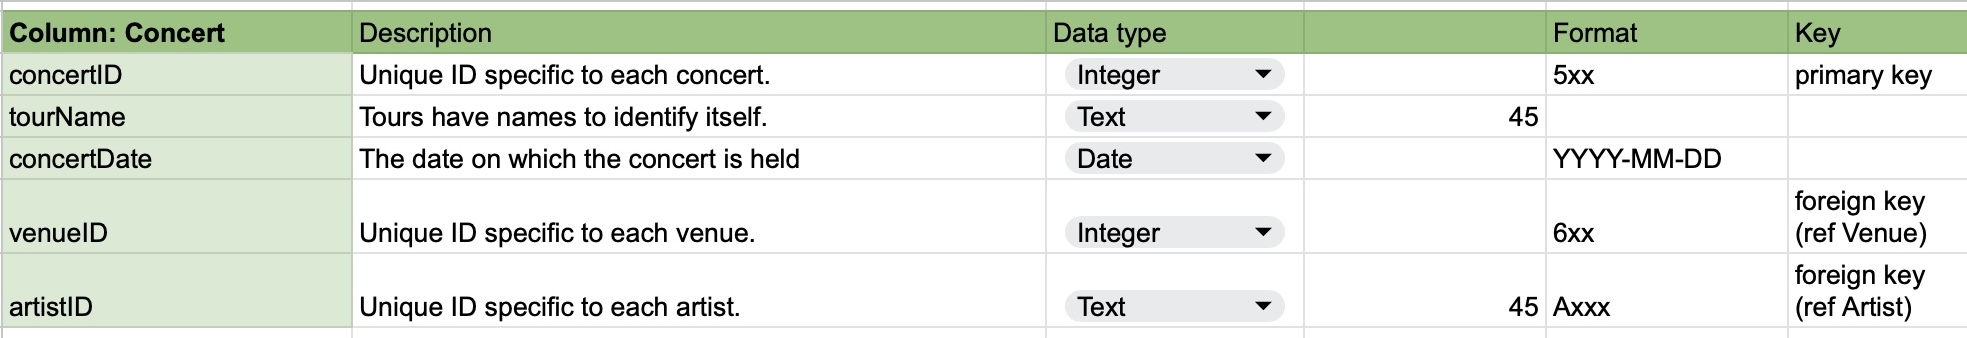 Column: Concert Description Data type Format Key
concertID Unique ID specific to each concert. Integer 5xx primary key
tourName Tours have names to identify itself. Text 45
concertDate The date on which the concert is held Date YYYY-MM-DD
venueID Unique ID specific to each venue. Integer 6xx foreign key
(ref Venue)
artistID Unique ID specific to each artist. Text 45 Axxx foreign key
(ref Artist)